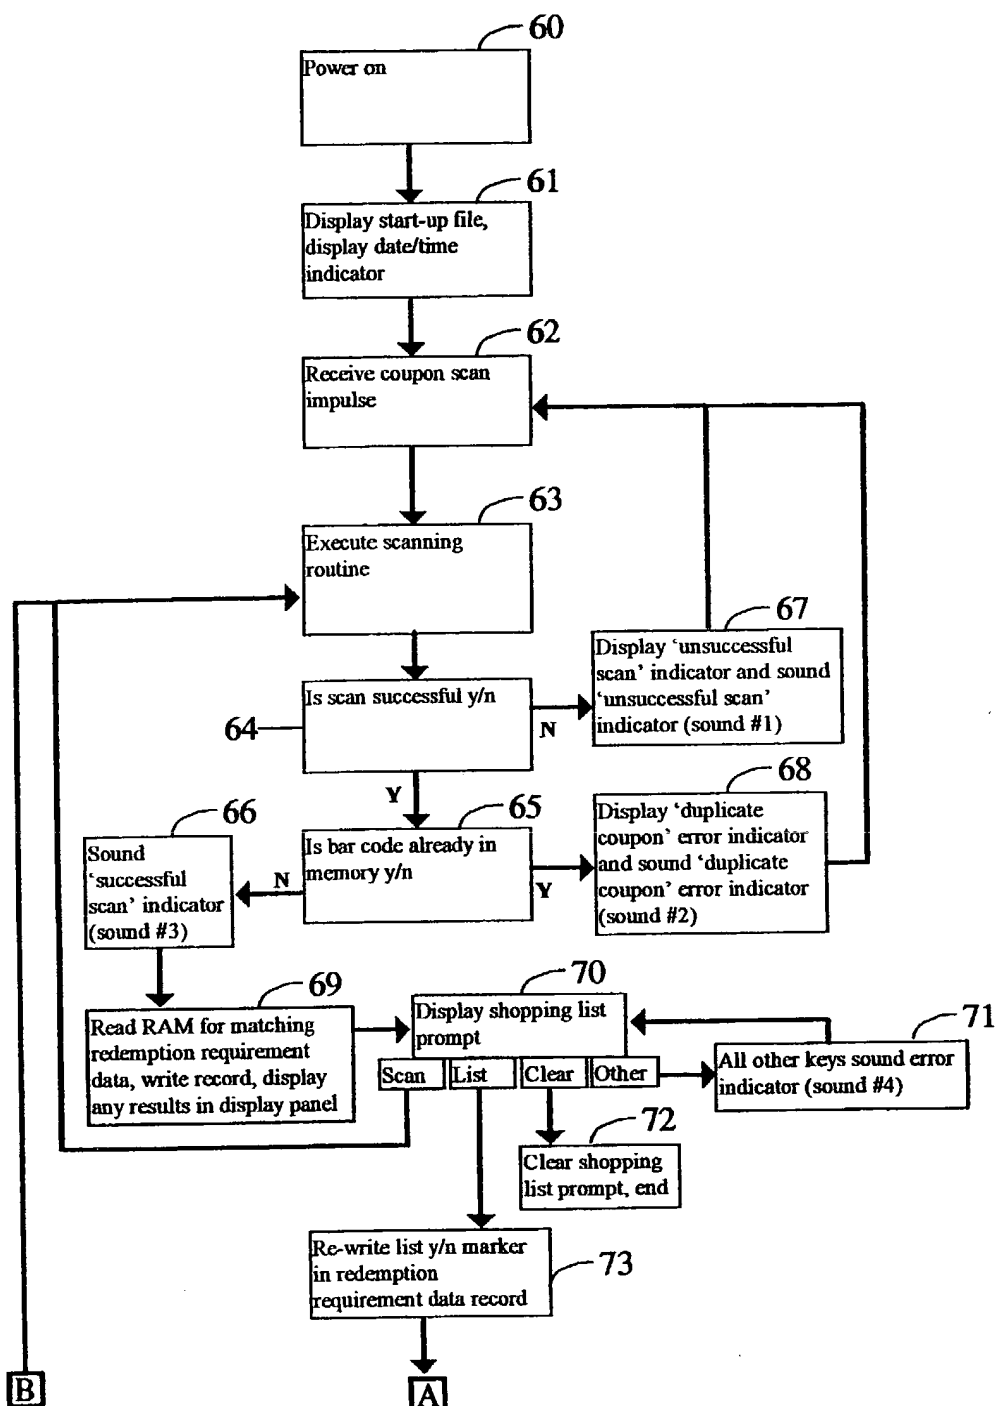 60
Power on
61
Display start-up file,
display date/time
indicator
62
Receive coupon scan
impulse
63
Execute scanning
routine
67
Display ‘unsuccessful
scan’ indicator and sound
‘unsuccessful scan’
indicator (sound #1)
64
Is scan successful y/n
N
Y
68
Display ‘duplicate
coupon’ error indicator
and sound ‘duplicate
coupon’ error indicator
(sound #2)
65
Is bar code already in
memory y/n
N
Y
66
Sound
‘successful
scan’ indicator
(sound #3)
69
Read RAM for matching
redemption requirement
data, write record, display
any results in display panel
70
Display shopping list
prompt
Scan List Clear Other
71
All other keys sound error
indicator (sound #4)
72
Clear shopping
list prompt, end
73
Re-write list y/n marker
in redemption
requirement data record
B
A